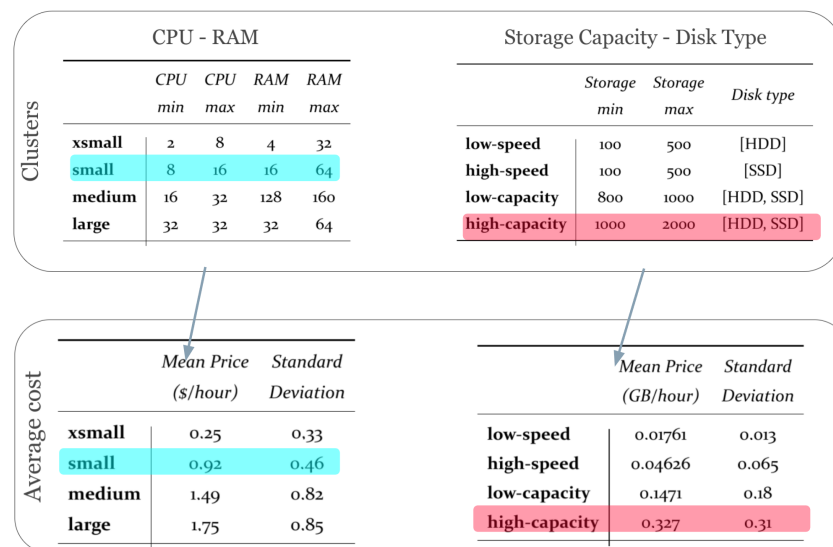 CPU - RAM
CPU CPU RAM RAM
min max min max
xsmall 2 8 4 32
small 8 16 16 64
medium 16 32 128 160
large 32 32 32 64
Storage Capacity - Disk Type
Storage Storage Disk type
min max
low-speed 100 500 [HDD]
high-speed 100 500 [SSD]
low-capacity 800 1000 [HDD, SSD]
high-capacity 1000 2000 [HDD, SSD]
Clusters
Mean Price Standard
($/hour) Deviation
xsmall 0.25 0,33
small 0.92 0.46
medium 1.49 0.82
large 1.75 0.85
Mean Price Standard
(GB/hour) Deviation
low-speed 0.01761 0.013
high-speed 0.04626 0.065
low-capacity 0.1471 0.18
high-capacity 0.327 0.31
Average cost